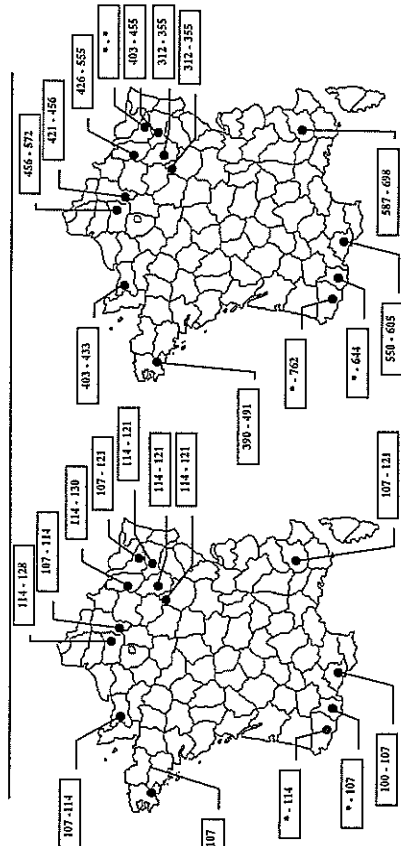 456 - 572
421 - 456
426 - 555
* - *
403 - 455
312 - 355
312 - 355
403 - 433
390 - 491
* - 762
* - 644
550 - 605
587 - 698
114 - 128
107 - 114
114 - 130
107 - 121
114 - 121
114 - 121
114 - 121
107 -114
107
* - 114
* - 107
100 - 107
107 - 121